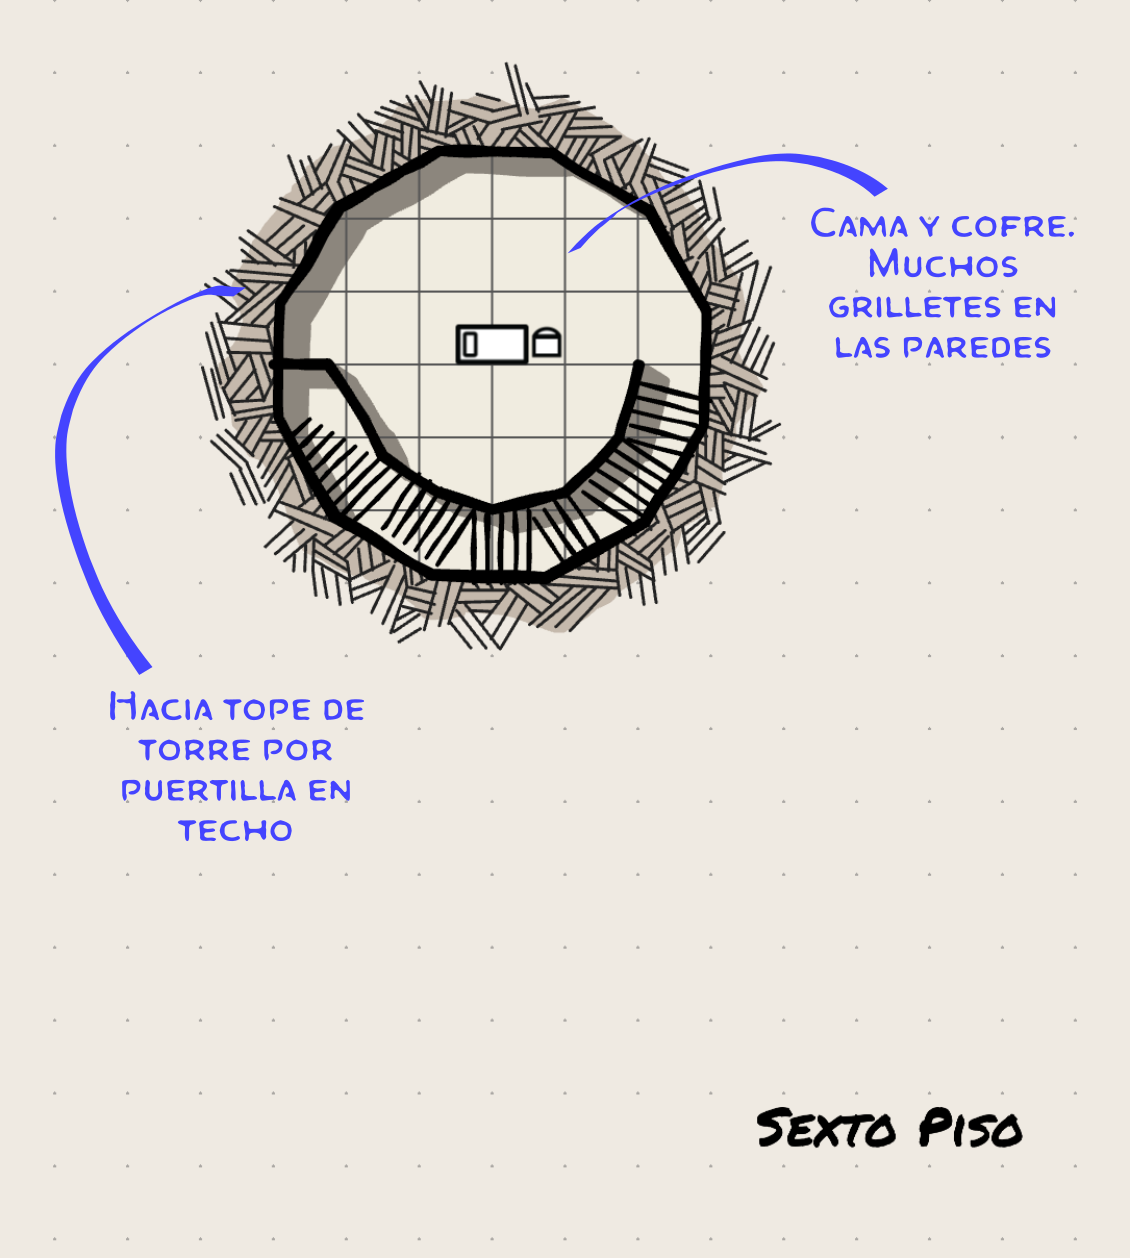 Cama y cofre.
Muchos
grilletes en
las paredes
Hacia tope de
torre por
puertilla en
techo
Sexto Piso